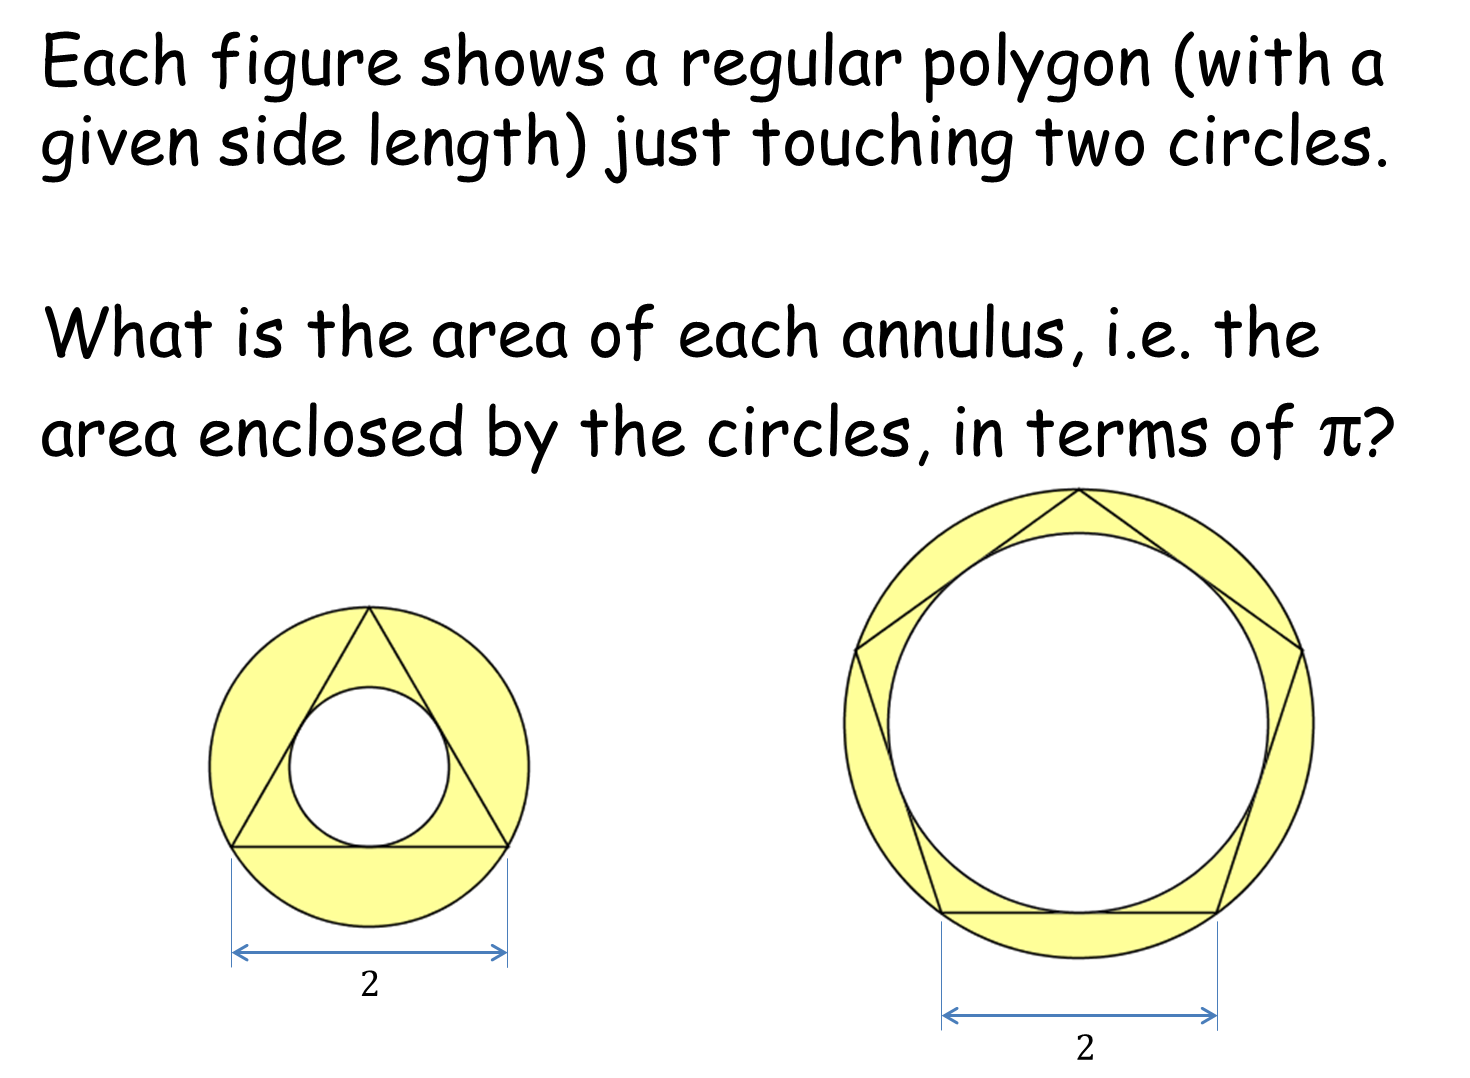 Each figure shows a regular polygon (with a
given side length) just touching two circles.
What is the area of each annulus, i.e. the
area enclosed by the circles, in terms of π?
2
2